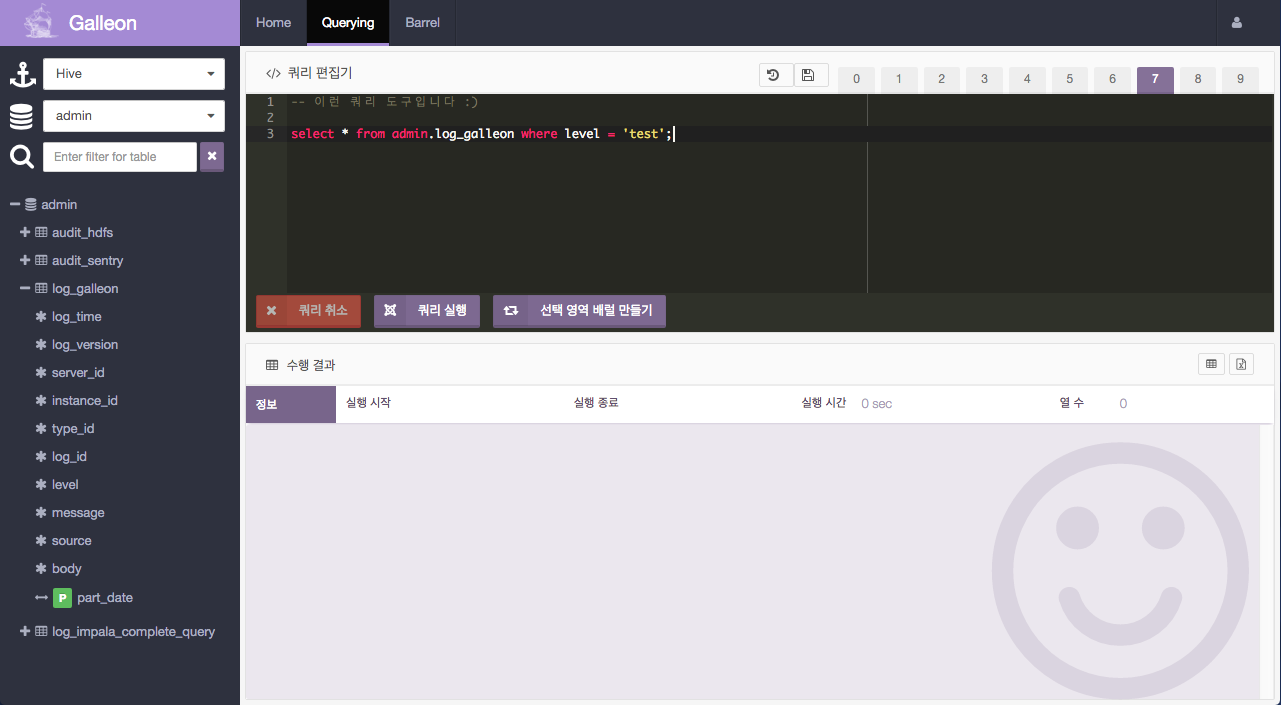 Galleon
Home Querying Barrel
Hive
admin
Enter filter for table
admin
audit_hdfs
audit_sentry
log_galleon
log_time
log_version
server_id
instance_id
type_id
log_id
level
message
source
body
P part_date
log_impala_complete_query
</> 쿼리 편집기
0 1 2 3 4 5 6 7 8 9
1 -- 이런 쿼리 도구입니다 :)
2
3 select * from admin.log_galleon where level = 'test';
쿼리 취소 쿼리 실행 선택 영역 배럴 만들기
수행 결과
정보 실행 시작 실행 종료 실행 시간 0 sec 열 수 0